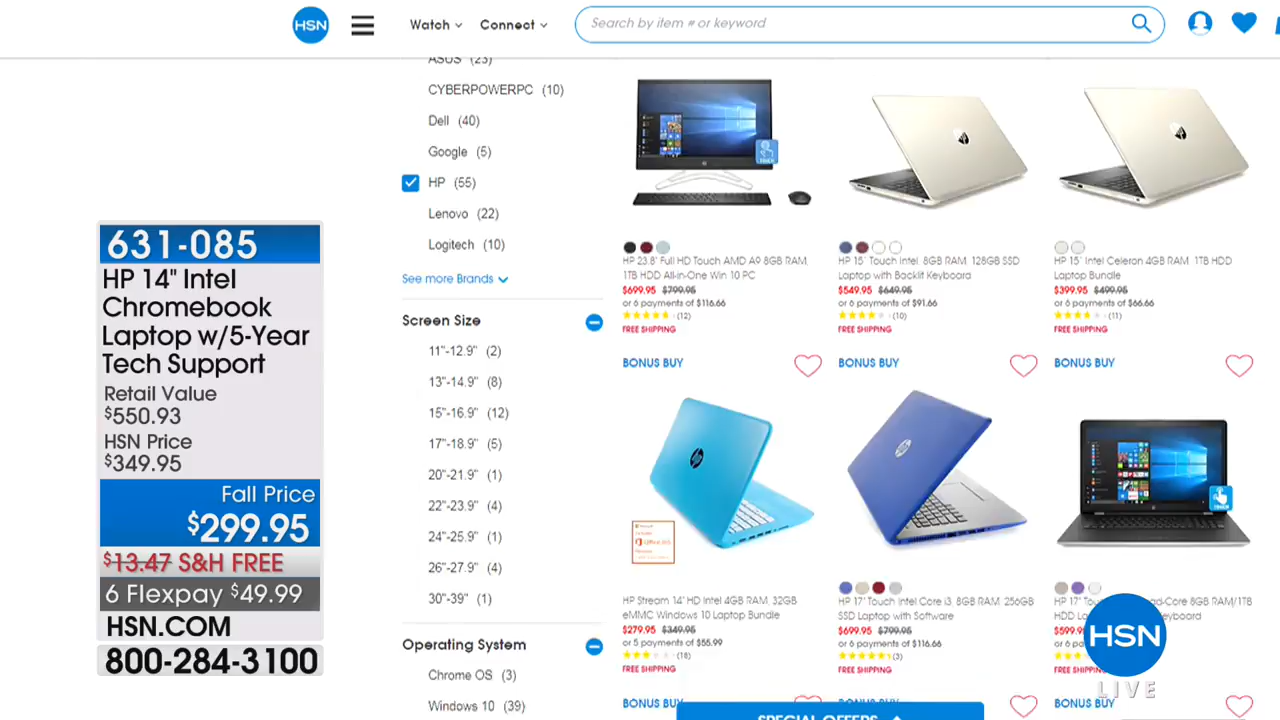 HSN
Watch
Connect
Search by item # or keyword
631-085
HP 14" Intel
Chromebook
Laptop w/5-Year
Tech Support
Retail Value
$550.93
HSN Price
$349.95
Fall Price
$299.95
$13.47 S&H FREE
6 Flexpay $49.99
HSN.COM
800-284-3100
ASUS (23)
CYBERPOWERPC (10)
Dell (40)
Google (5)
HP (55)
Lenovo (22)
Logitech (10)
See more Brands
Screen Size
11"-12.9" (2)
13"-14.9" (8)
15"-16.9" (12)
17"-18.9" (5)
20"-21.9" (1)
22"-23.9" (4)
24"-25.9" (1)
26"-27.9" (4)
30"-39" (1)
Operating System
Chrome OS (3)
Windows 10 (39)
TOUCH
HP 23.8" Full HD Touch AMD A9 8GB RAM,
1TB HDD All-in-One Win 10 PC
$699.95 $799.95
or 6 payments of $116.66
(12)
FREE SHIPPING
HP 15" Touch Intel, 8GB RAM, 128GB SSD
Laptop with Backlit Keyboard
$549.95 $649.95
or 6 payments of $91.66
(10)
FREE SHIPPING
HP 15" Intel Celeron 4GB RAM, 1TB HDD
Laptop Bundle
$399.95 $499.95
or 6 payments of $66.66
(11)
FREE SHIPPING
BONUS BUY
BONUS BUY
BONUS BUY
Office 365
TOUCH
HP Stream 14" HD Intel 4GB RAM, 32GB
eMMC Windows 10 Laptop Bundle
$279.95 $349.95
or 5 payments of $55.99
(18)
FREE SHIPPING
HP 17" Touch Intel Core i3, 8GB RAM, 256GB
SSD Laptop with Software
$699.95 $799.95
or 6 payments of $116.66
(3)
FREE SHIPPING
HP 17" ad-Core 8GB RAM/1TB
HDD eyboard
$599.9
FREE SHIPPIN
HSN
LIVE
BONUS BUY
BONUS BUY
BONUS BUY
SPECIAL OFFERS